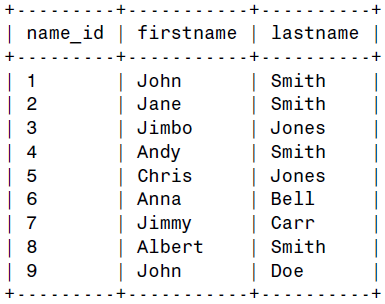 +---------+-----------+----------+
| name_id | firstname | lastname |
+---------+-----------+----------+
| 1       | John      | Smith    |
| 2       | Jane      | Smith    |
| 3       | Jimbo     | Jones    |
| 4       | Andy      | Smith    |
| 5       | Chris     | Jones    |
| 6       | Anna      | Bell     |
| 7       | Jimmy     | Carr     |
| 8       | Albert    | Smith    |
| 9       | John      | Doe      |
+---------+-----------+----------+